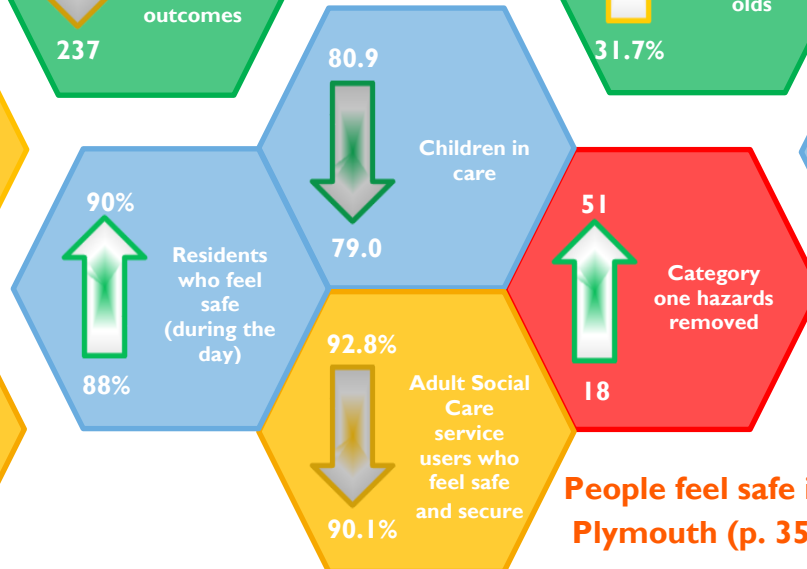 outcomes
237
olds
31.7%
80.9
Children in
care
79.0
90%
Residents
who feel
safe
(during the
day)
88%
51
Category
one hazards
removed
18
92.8%
Adult Social
Care
service
users who
feel safe
and secure
90.1%
People feel safe i
Plymouth (p. 35